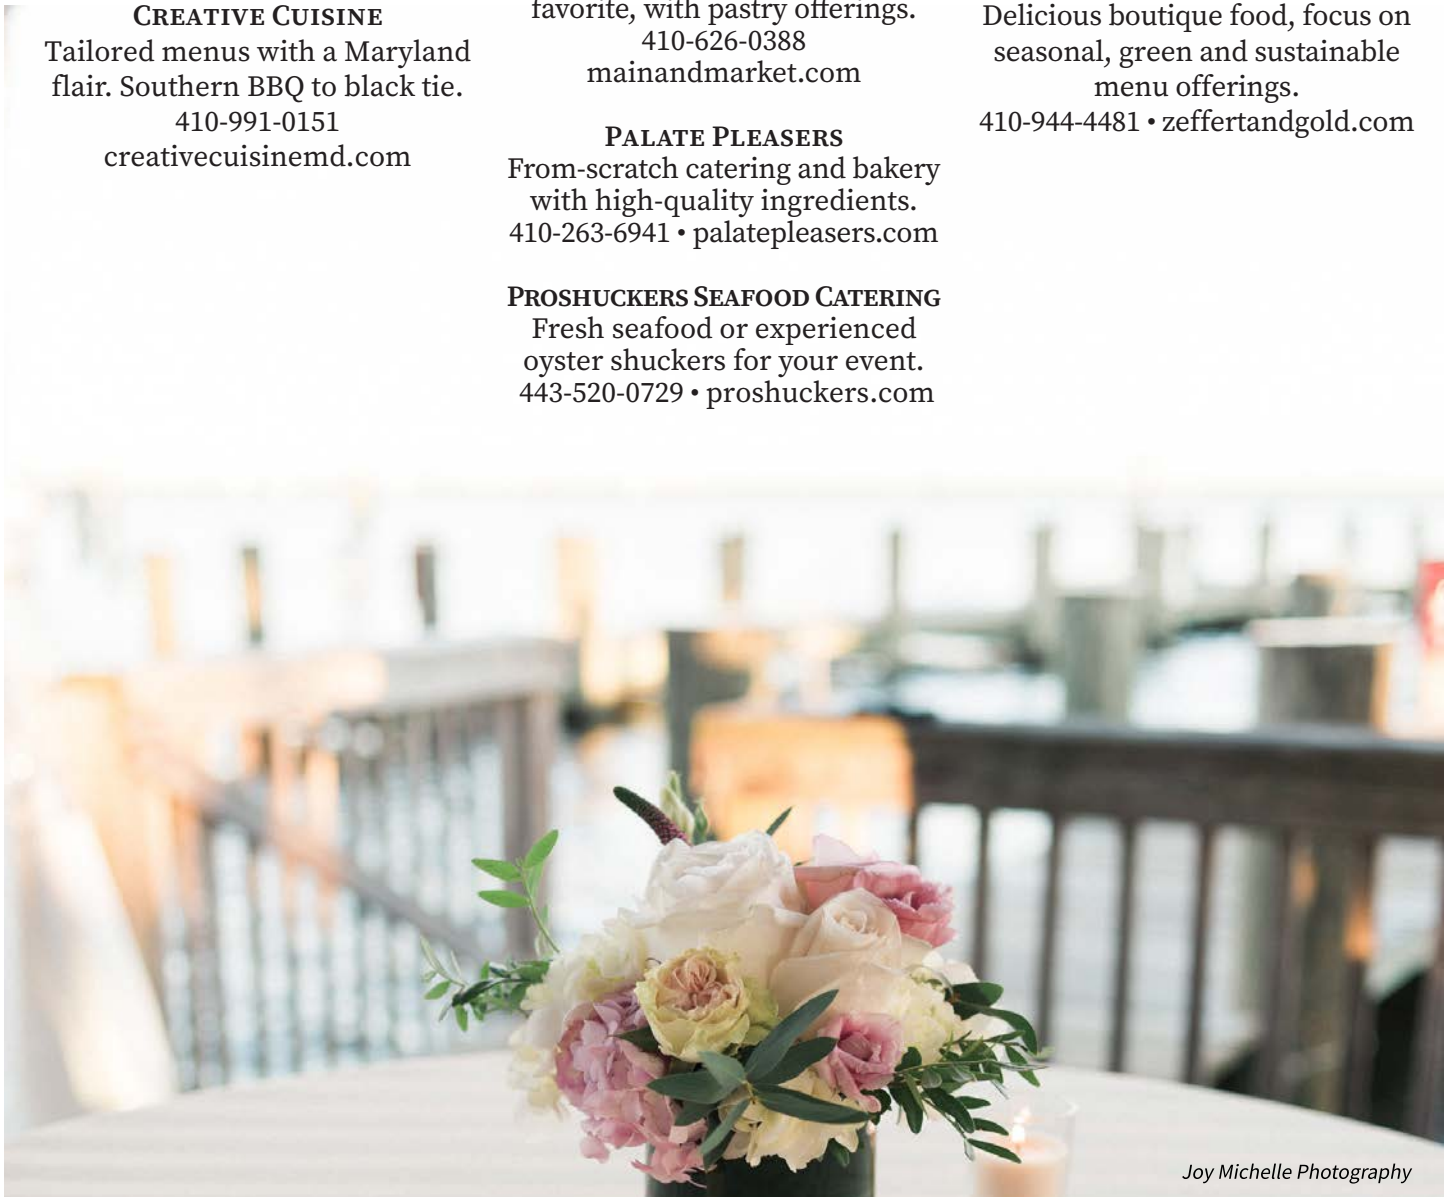 CREATIVE CUISINE
Tailored menus with a Maryland
flair. Southern BBQ to black tie.
410-991-0151
creativecuisinemd.com
favorite, with pastry offerings.
410-626-0388
mainandmarket.com
PALATE PLEASERS
From-scratch catering and bakery
with high-quality ingredients.
410-263-6941 • palatepleasers.com
PROSHUCKERS SEAFOOD CATERING
Fresh seafood or experienced
oyster shuckers for your event.
443-520-0729 • proshuckers.com
Delicious boutique food, focus on
seasonal, green and sustainable
menu offerings.
410-944-4481 • zeffertandgold.com
Joy Michelle Photography